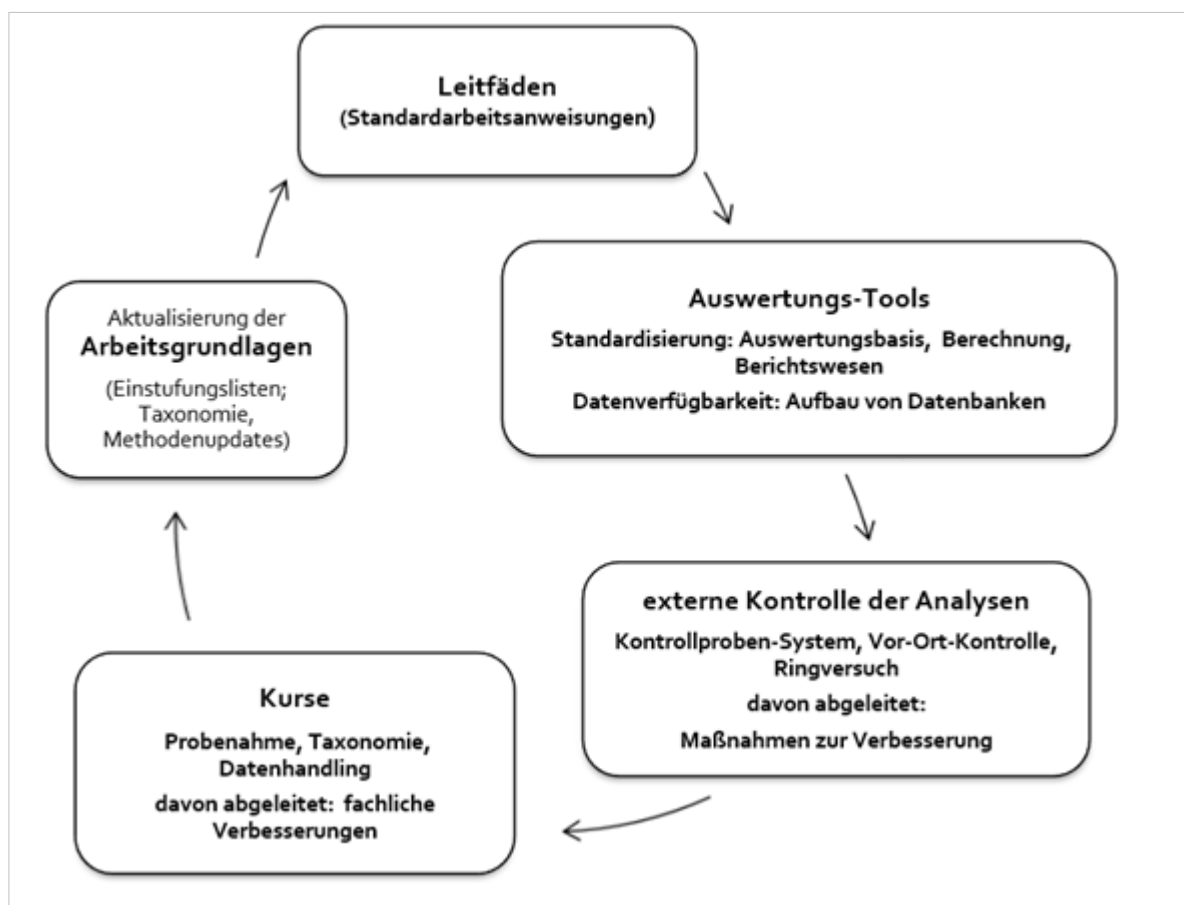 Leitfäden
(Standardarbeitsanweisungen)
Auswertungs-Tools
Standardisierung: Auswertungsbasis, Berechnung,
Berichtswesen
Datenverfügbarkeit: Aufbau von Datenbanken
externe Kontrolle der Analysen
Kontrollproben-System, Vor-Ort-Kontrolle,
Ringversuch
davon abgeleitet:
Maßnahmen zur Verbesserung
Kurse
Probenahme, Taxonomie,
Datenhandling
davon abgeleitet: fachliche
Verbesserungen
Aktualisierung der
Arbeitsgrundlagen
(Einstufungslisten;
Taxonomie,
Methodenupdates)